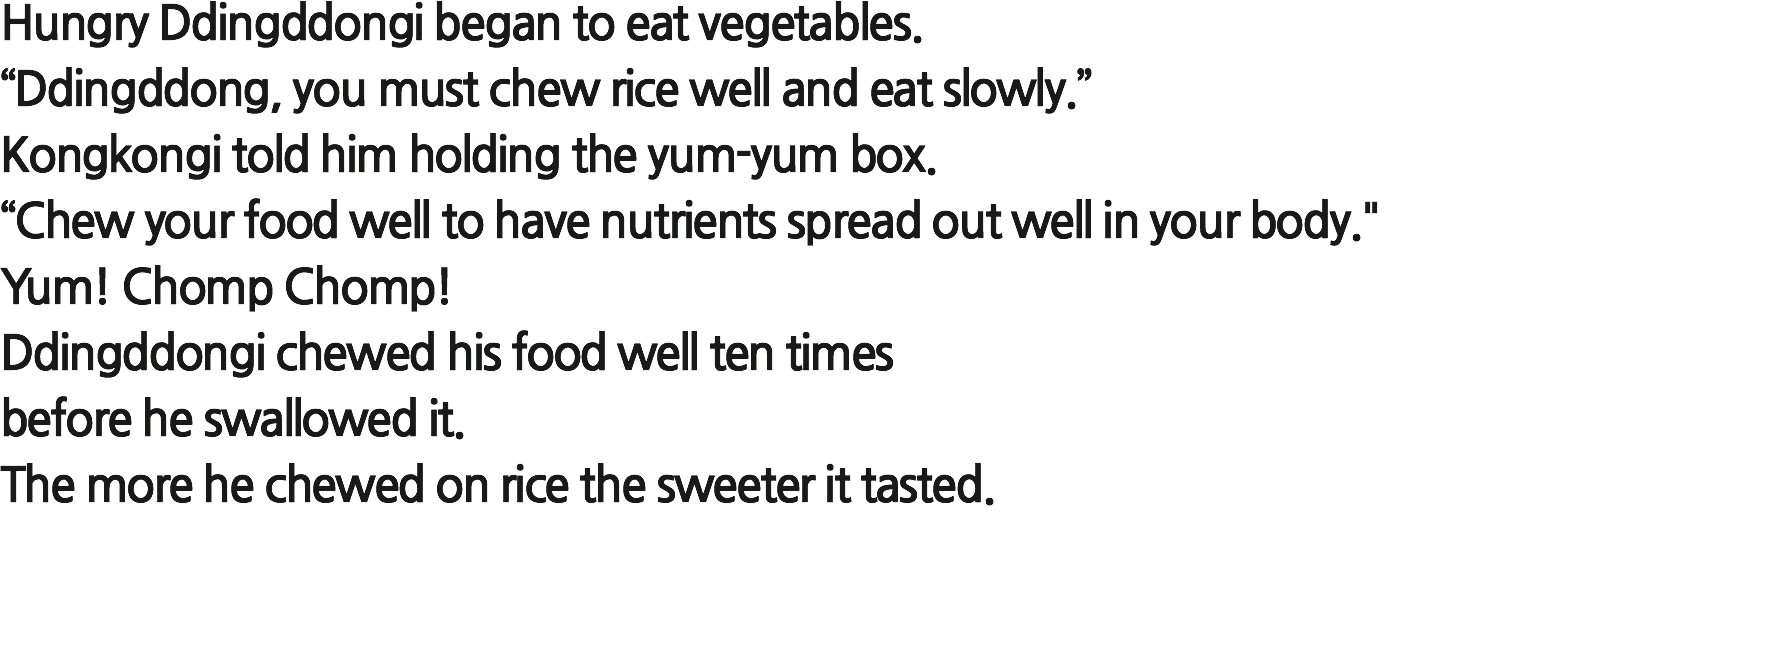 Hungry Ddingddongi began to eat vegetables.
“Ddingddong, you must chew rice well and eat slowly.”
Kongkongi told him holding the yum-yum box.
“Chew your food well to have nutrients spread out well in your body."
Yum! Chomp Chomp!
Ddingddongi chewed his food well ten times
before he swallowed it.
The more he chewed on rice the sweeter it tasted.